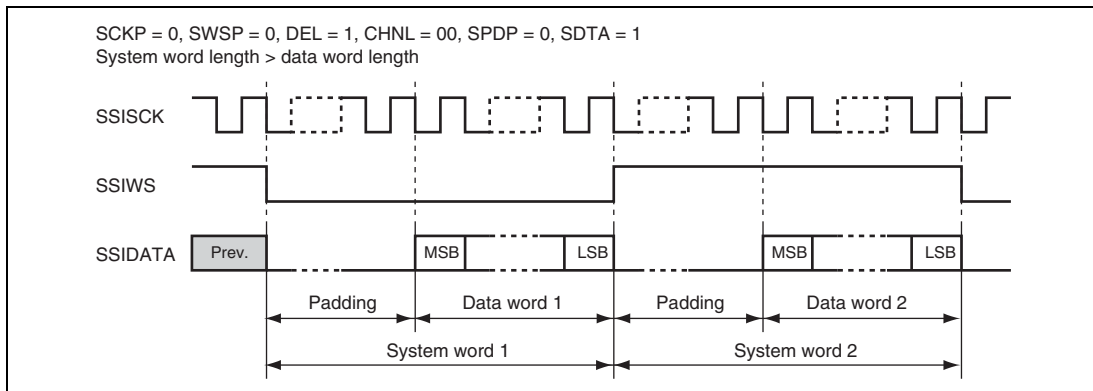 SCKP = 0, SWSP = 0, DEL = 1, CHNL = 00, SPDP = 0, SDTA = 1
System word length > data word length
SSISCK
SSIWS
SSIDATA
Prev.
MSB
LSB
MSB
LSB
Padding
Data word 1
Padding
Data word 2
System word 1
System word 2